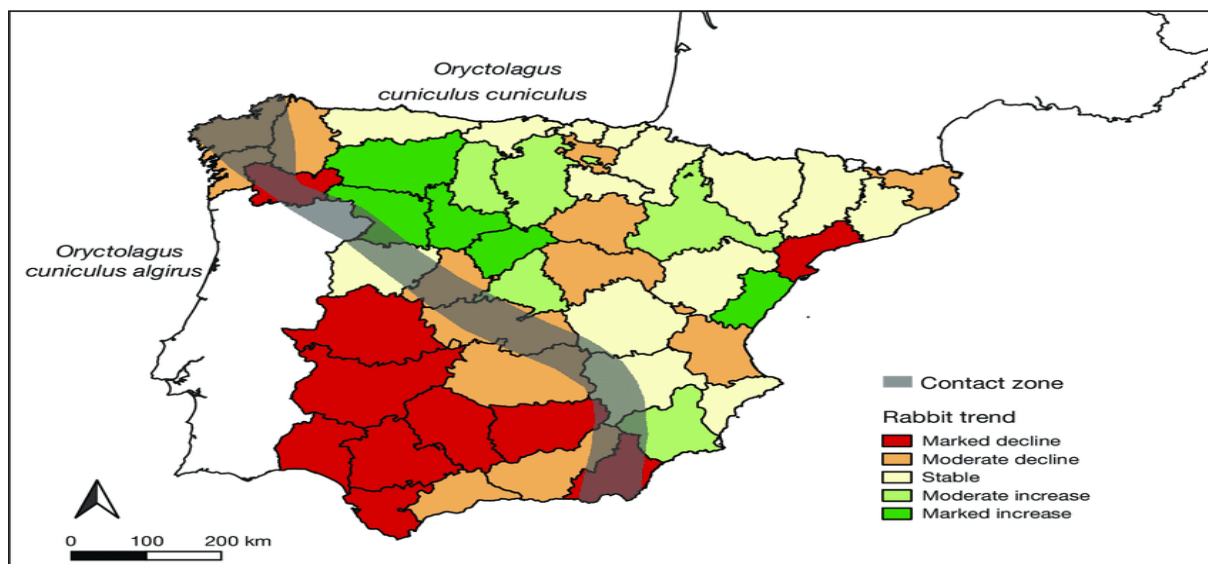 Oryctolagus
cuniculus cuniculus
Oryctolagus
cuniculus algirus
Contact zone
Rabbit trend
Marked decline
Moderate decline
Stable
Moderate increase
Marked increase
0 100 200 km